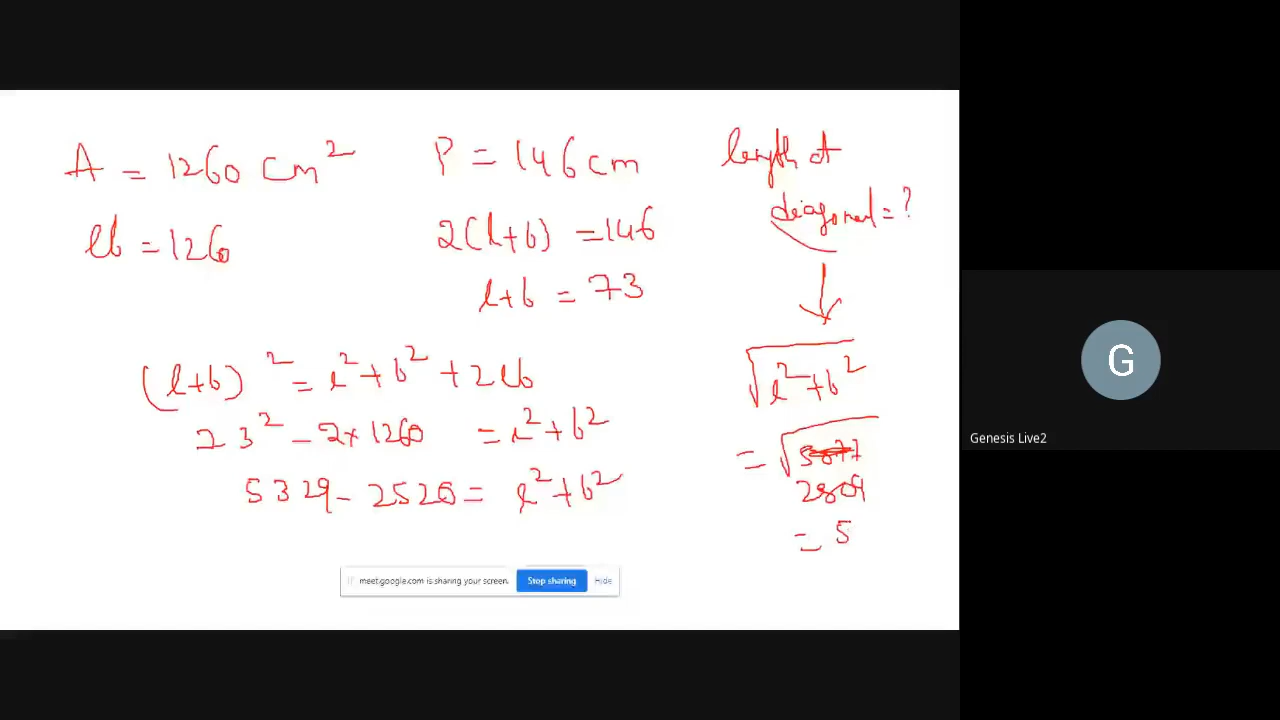 A = 1260 cm²
lb = 1260
P = 146 cm
2(l+b) = 146
l+b = 73
length of
diagonal = ?
(l+b)² = l² + b² + 2lb
73² - 2×1260 = l² + b²
5329 - 2520 = l² + b²
√l²+b²
= √
2809
= 5
G
Genesis Live2
meet.google.com is sharing your screen.
Stop sharing
Hide